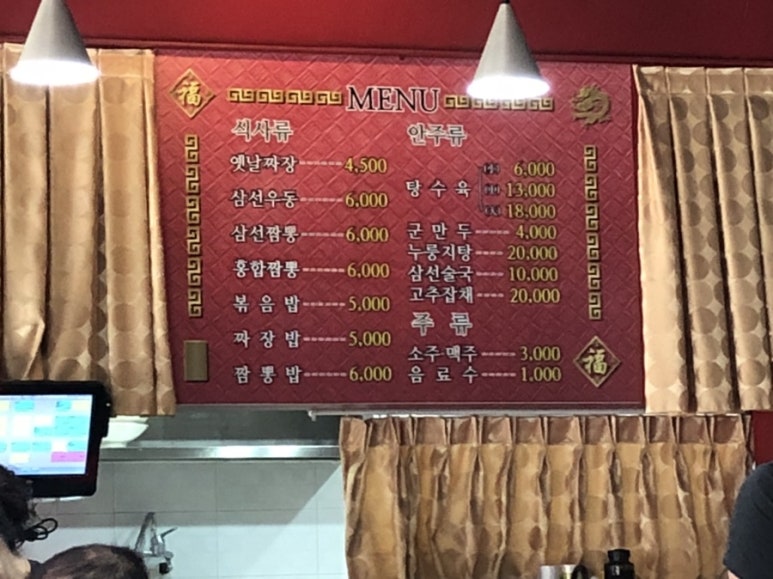 福
MENU
식사류
옛날짜장 4,500
삼선우동 6,000
삼선짬뽕 6,000
홍합짬뽕 6,000
볶음밥 5,000
짜장밥 5,000
짬뽕밥 6,000
안주류
탕수육 6,000
13,000
18,000
군만두 4,000
누룽지탕 20,000
삼선술국 10,000
고추잡채 20,000
주류
소주·맥주 3,000
음료수 1,000
福